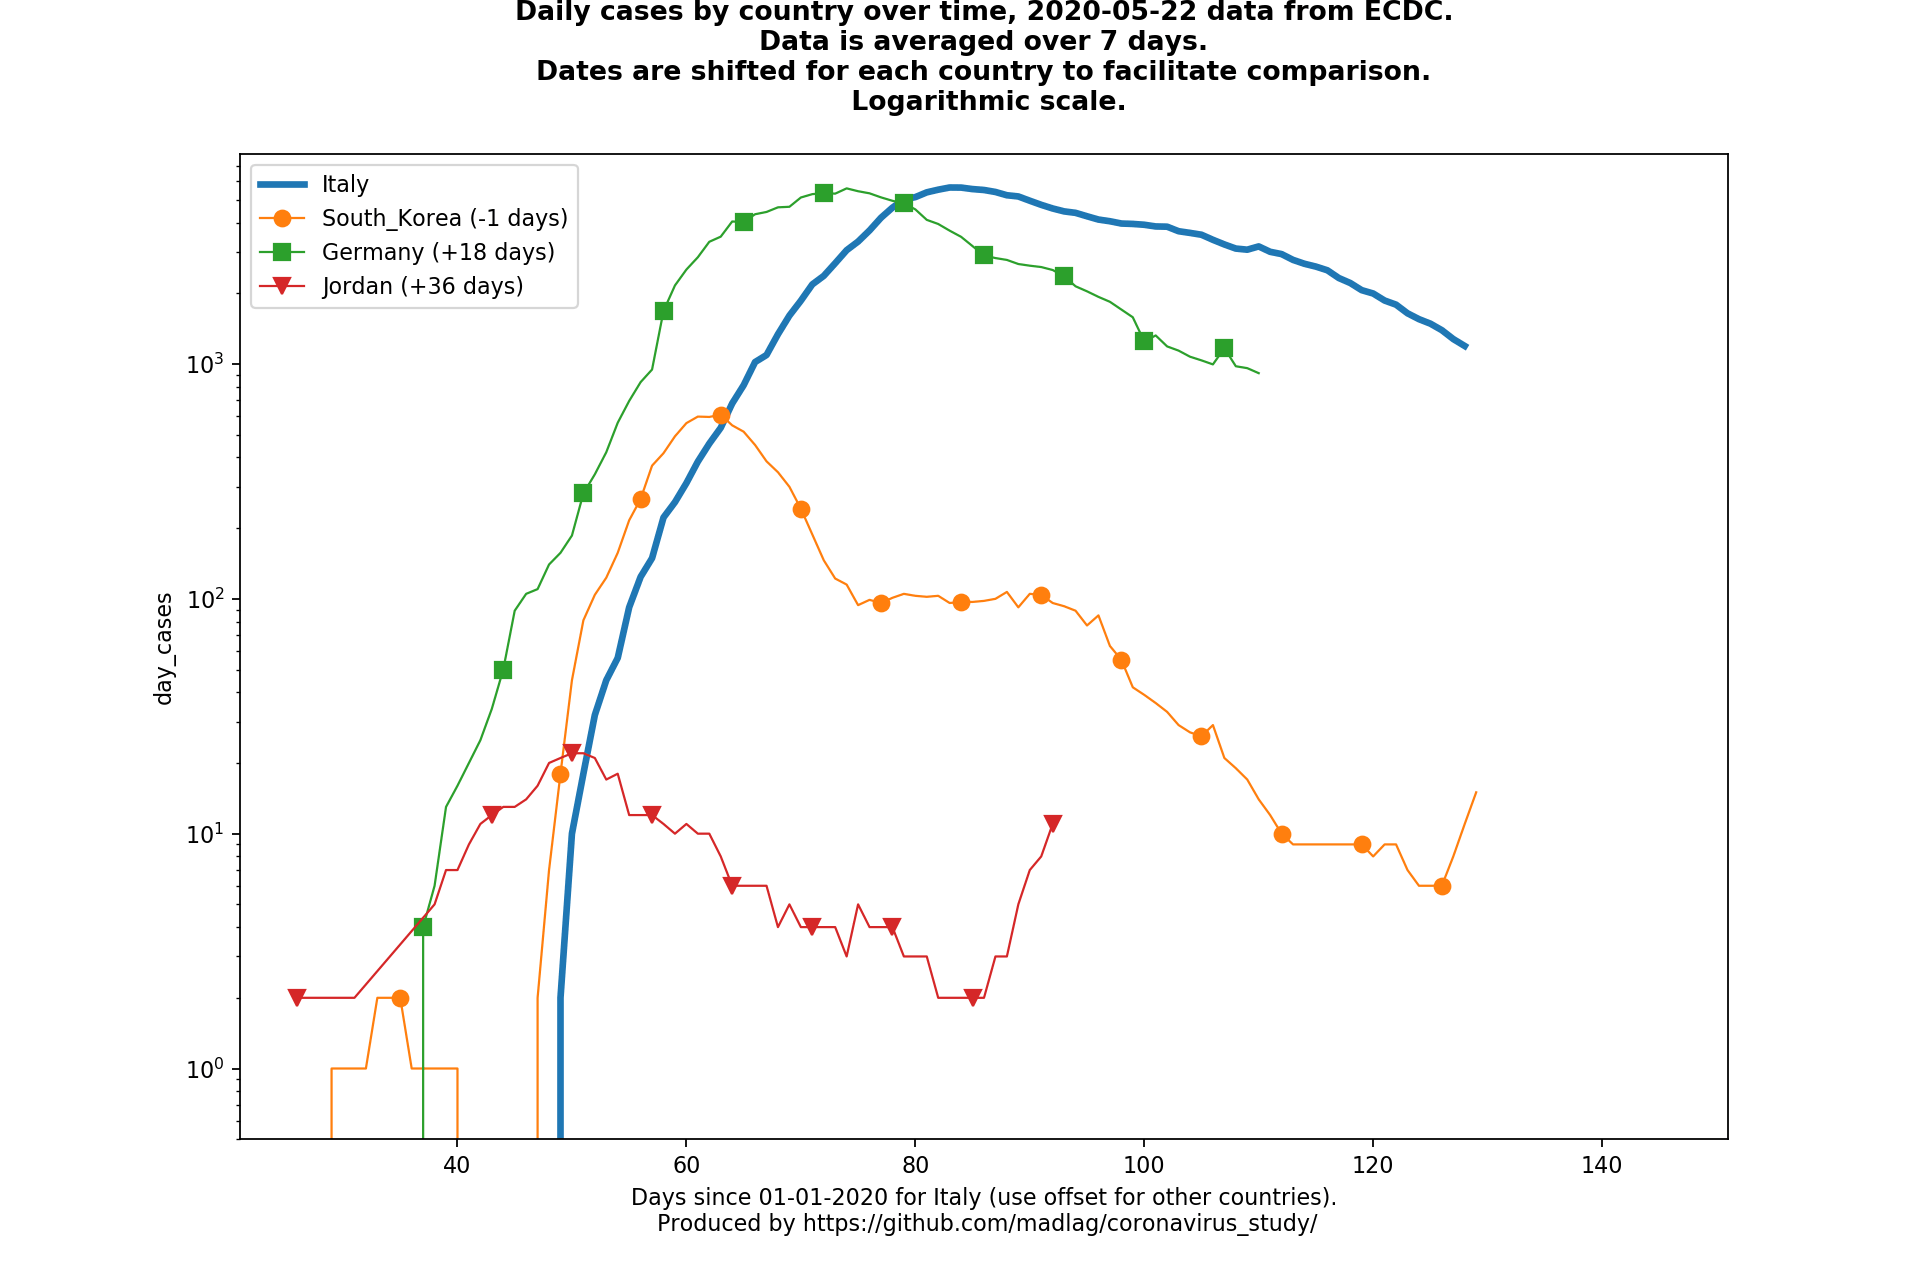 Daily cases by country over time, 2020-05-22 data from ECDC.
Data is averaged over 7 days.
Dates are shifted for each country to facilitate comparison.
Logarithmic scale.
Italy
South_Korea (-1 days)
Germany (+18 days)
Jordan (+36 days)
10³
10²
10¹
10⁰
day_cases
40 60 80 100 120 140
Days since 01-01-2020 for Italy (use offset for other countries).
Produced by https://github.com/madlag/coronavirus_study/